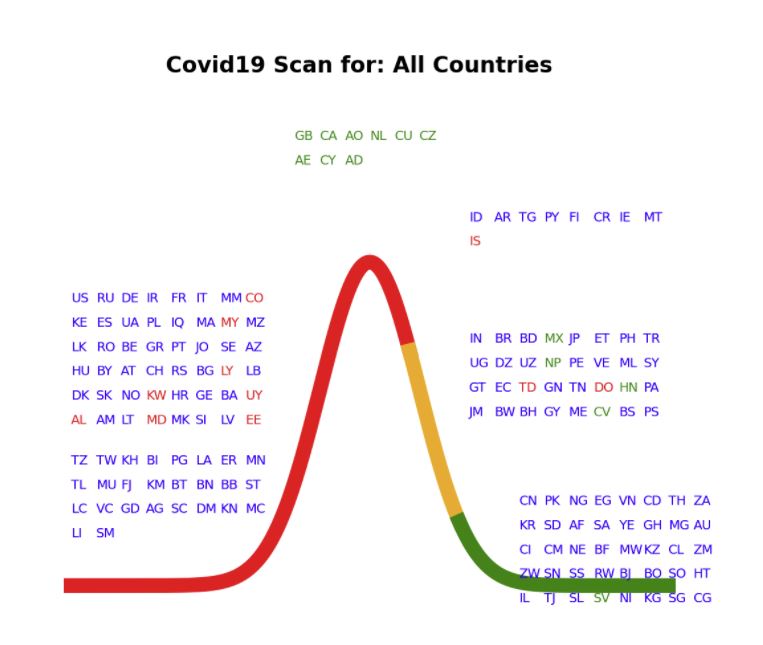 Covid19 Scan for: All Countries
GB CA AO NL CU CZ
AE CY AD
ID AR TG PY FI CR IE MT
IS
US RU DE IR FR IT MM CO
KE ES UA PL IQ MA MY MZ
LK RO BE GR PT JO SE AZ
HU BY AT CH RS BG LY LB
DK SK NO KW HR GE BA UY
AL AM LT MD MK SI LV EE
IN BR BD MX JP ET PH TR
UG DZ UZ NP PE VE ML SY
GT EC TD GN TN DO HN PA
JM BW BH GY ME CV BS PS
TZ TW KH BI PG LA ER MN
TL MU FJ KM BT BN BB ST
LC VC GD AG SC DM KN MC
LI SM
CN PK NG EG VN CD TH ZA
KR SD AF SA YE GH MG AU
CI CM NE BF MW KZ CL ZM
ZW SN SS RW BJ BO SO HT
IL TJ SL SV NI KG SG CG